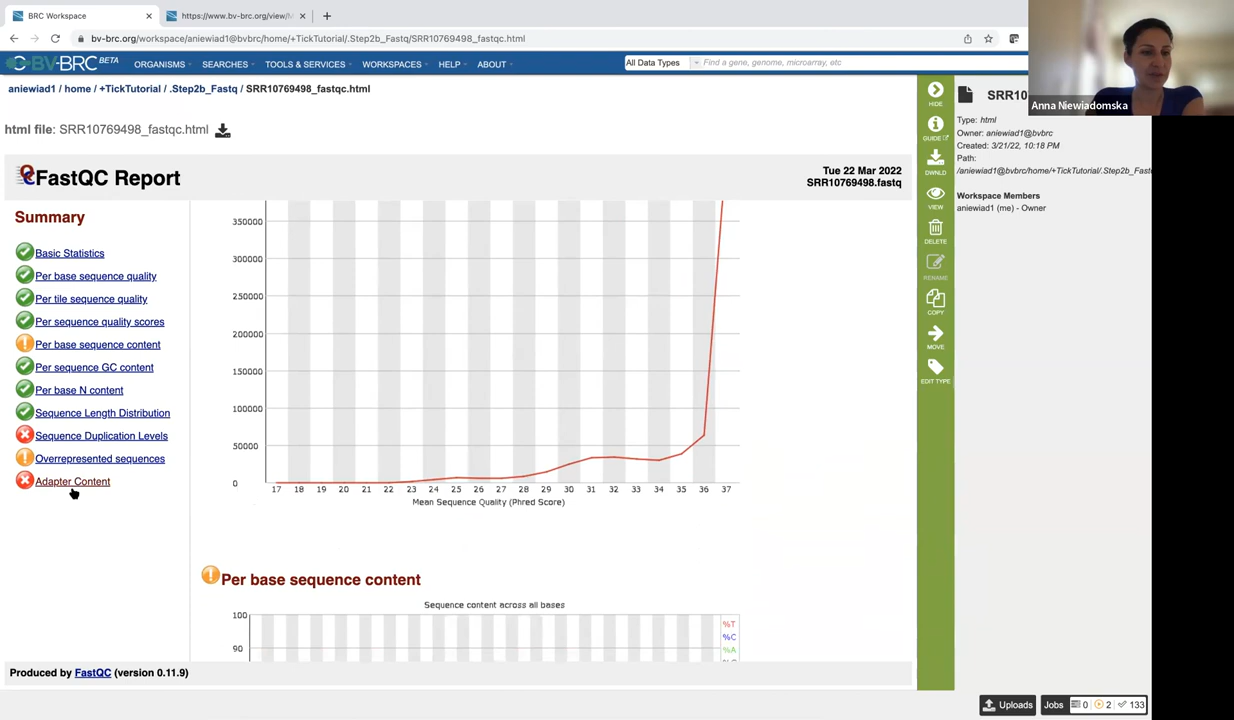 BRC Workspace
https://www.bv-brc.org/view/M
bv-brc.org/workspace/aniewiad1@bvbrc/home/+TickTutorial/.Step2b_Fastq/SRR10769498_fastqc.html
BV-BRC BETA
ORGANISMS SEARCHES TOOLS & SERVICES WORKSPACES HELP ABOUT
All Data Types Find a gene, genome, microarray, etc
Anna Niewiadomska
aniewiad1 / home / +TickTutorial / .Step2b_Fastq / SRR10769498_fastqc.html
html file: SRR10769498_fastqc.html
FastQC Report
Tue 22 Mar 2022
SRR10769498.fastq
Summary
Basic Statistics
Per base sequence quality
Per tile sequence quality
Per sequence quality scores
Per base sequence content
Per sequence GC content
Per base N content
Sequence Length Distribution
Sequence Duplication Levels
Overrepresented sequences
Adapter Content
350000
300000
250000
200000
150000
100000
50000
0
17 18 19 20 21 22 23 24 25 26 27 28 29 30 31 32 33 34 35 36 37
Mean Sequence Quality (Phred Score)
Per base sequence content
Sequence content across all bases
100
90
%T
%C
%A
Produced by FastQC (version 0.11.9)
HIDE
GUIDE
DWNLD
VIEW
DELETE
RENAME
COPY
MOVE
EDIT TYPE
SRR10
Type: html
Owner: aniewiad1@bvbrc
Created: 3/21/22, 10:18 PM
Path:
/aniewiad1@bvbrc/home/+TickTutorial/.Step2b_Fast
Workspace Members
aniewiad1 (me) - Owner
Uploads Jobs 0 2 133